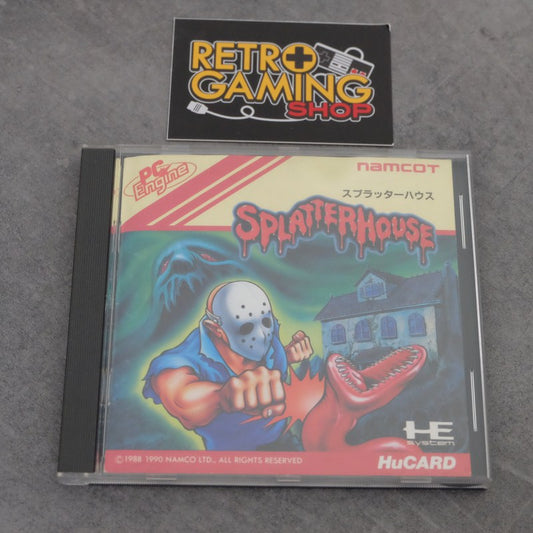 RETRO
GAMING
SHOP
PC
Engine
namcot
スプラッターハウス
SPLATTERHOUSE
HE
system
HuCARD
©1988 1990 NAMCO LTD., ALL RIGHTS RESERVED